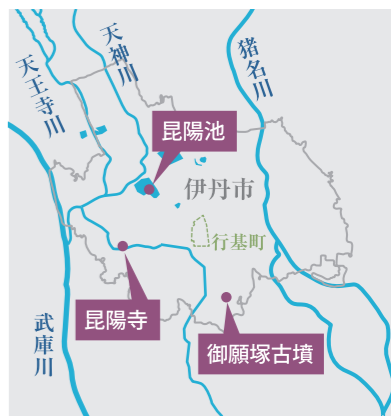 天王寺川
天神川
猪名川
昆陽池
伊丹市
行基町
昆陽寺
武庫川
御願塚古墳